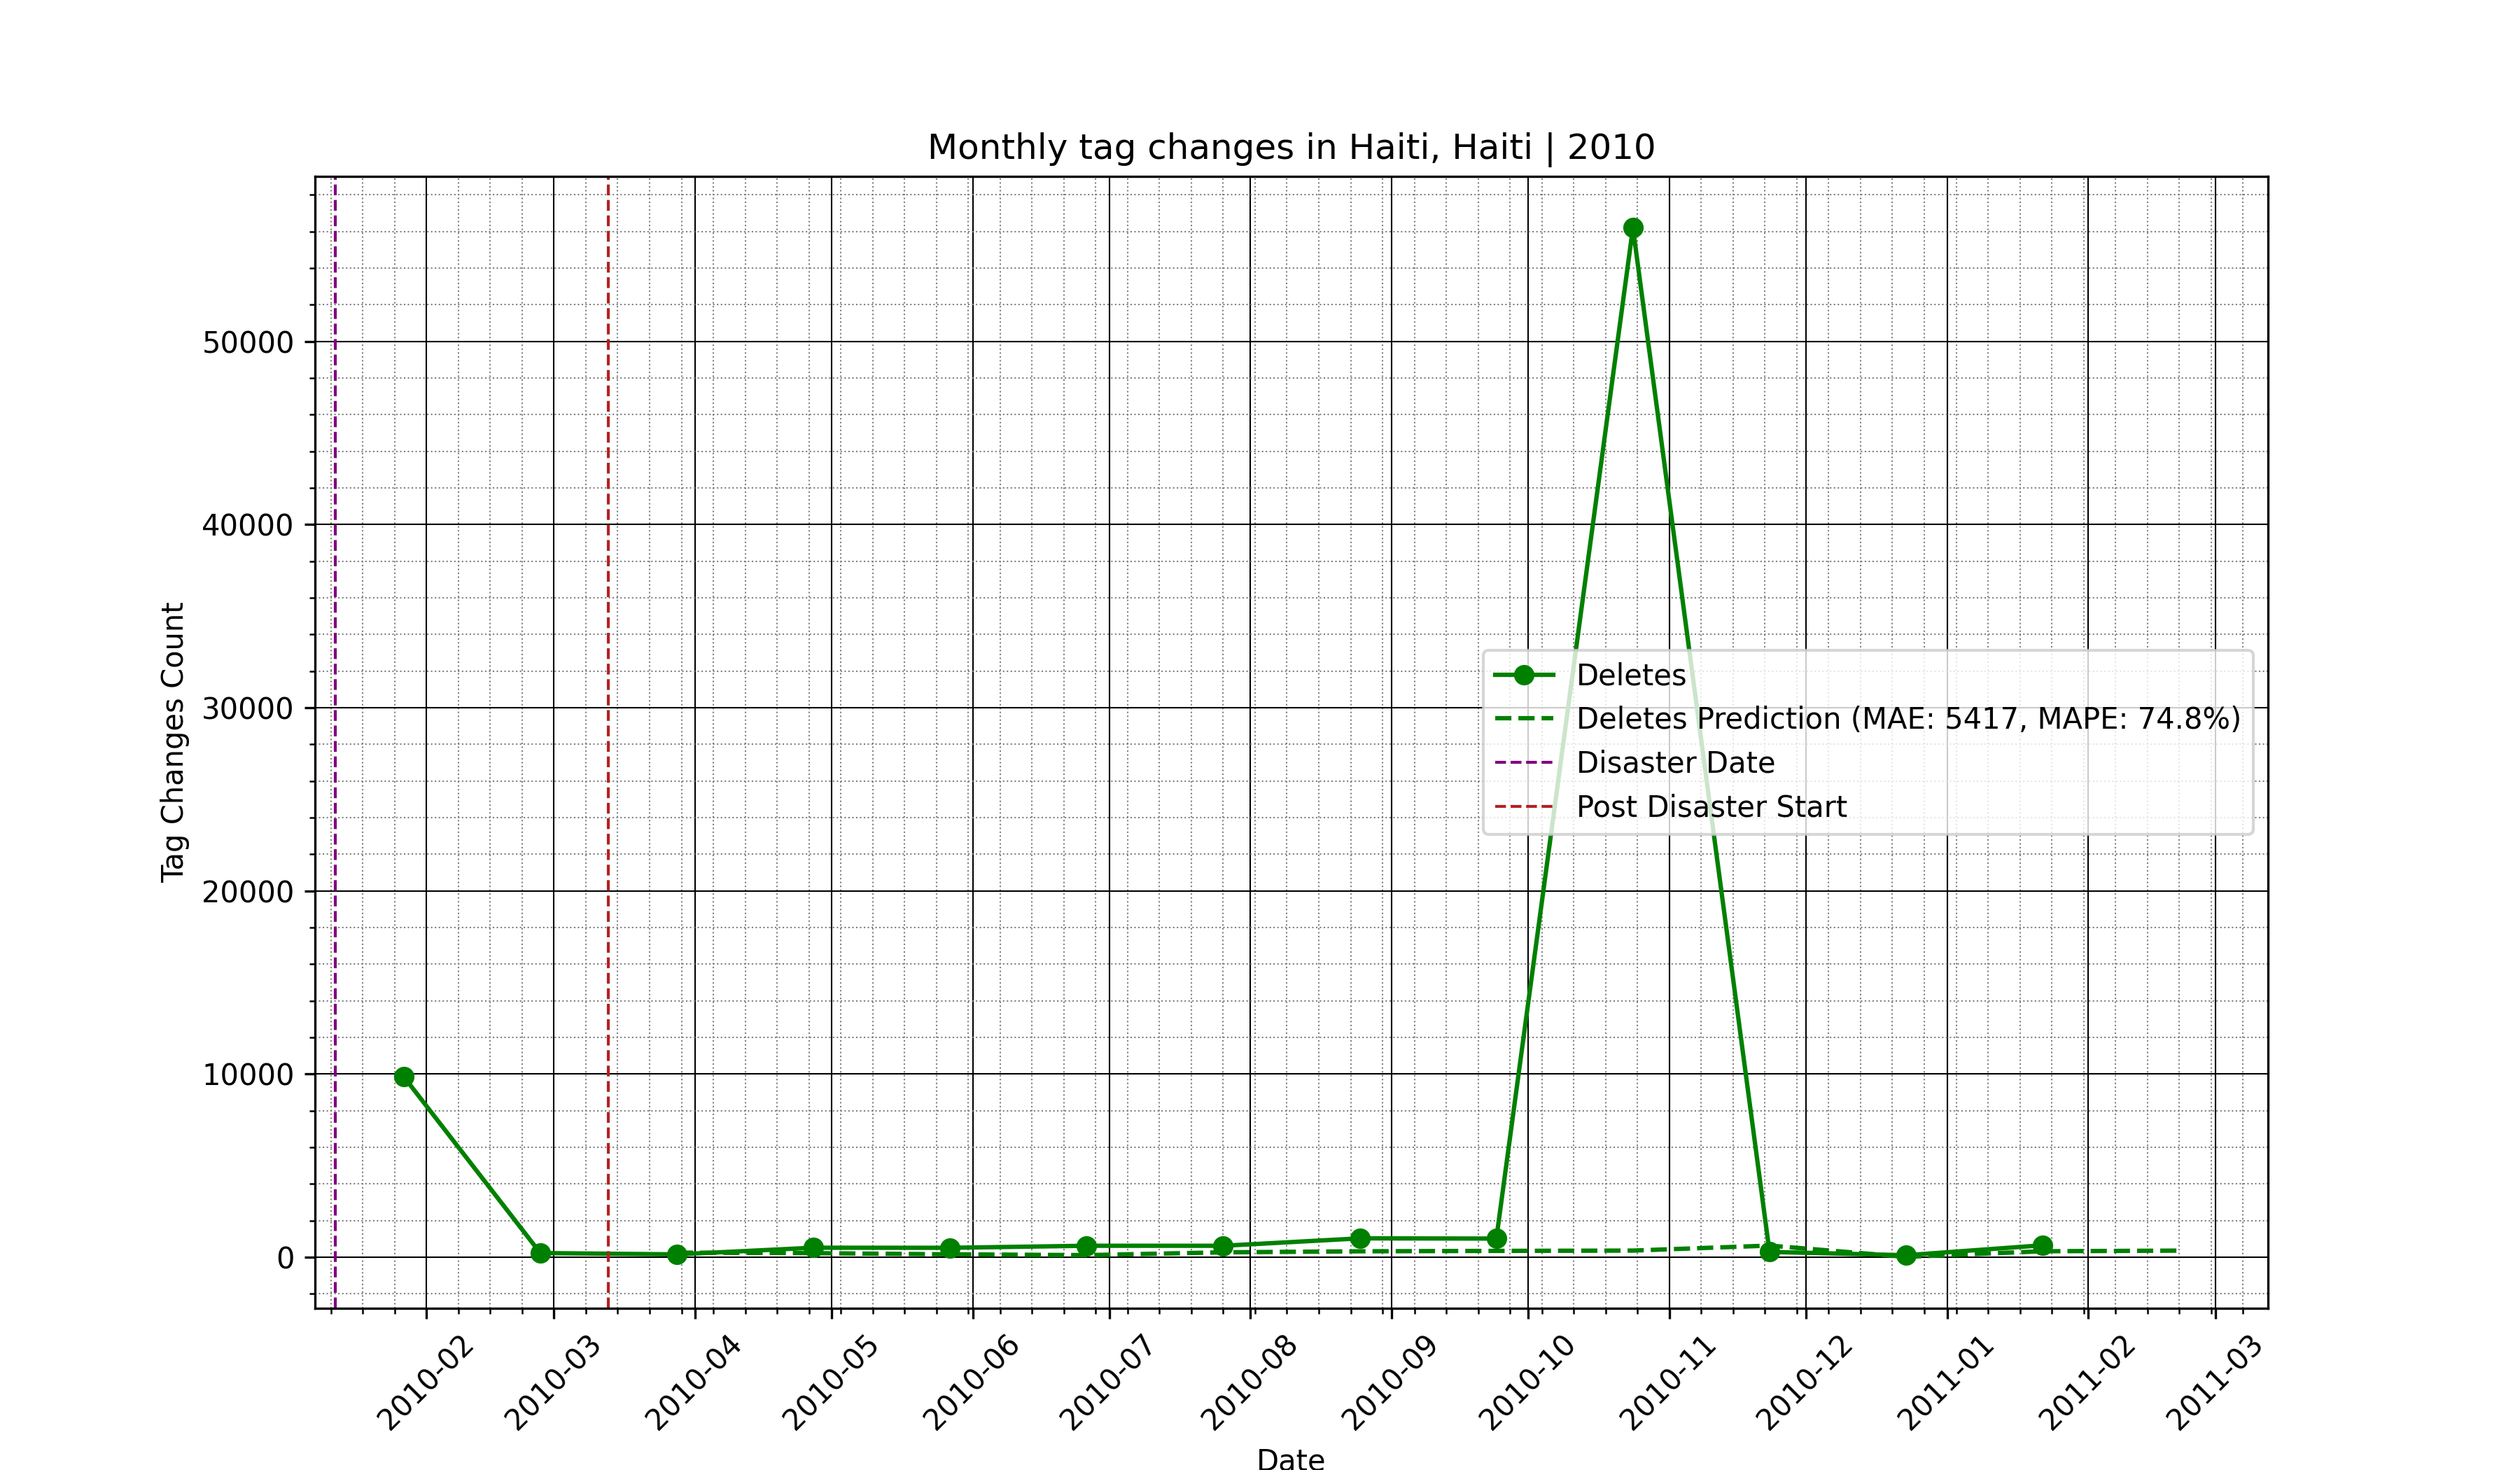 Monthly tag changes in Haiti, Haiti | 2010
Tag Changes Count
50000
40000
30000
20000
10000
0
Deletes
Deletes Prediction (MAE: 5417, MAPE: 74.8%)
Disaster Date
Post Disaster Start
2010-02
2010-03
2010-04
2010-05
2010-06
2010-07
2010-08
2010-09
2010-10
2010-11
2010-12
2011-01
2011-02
2011-03
Date